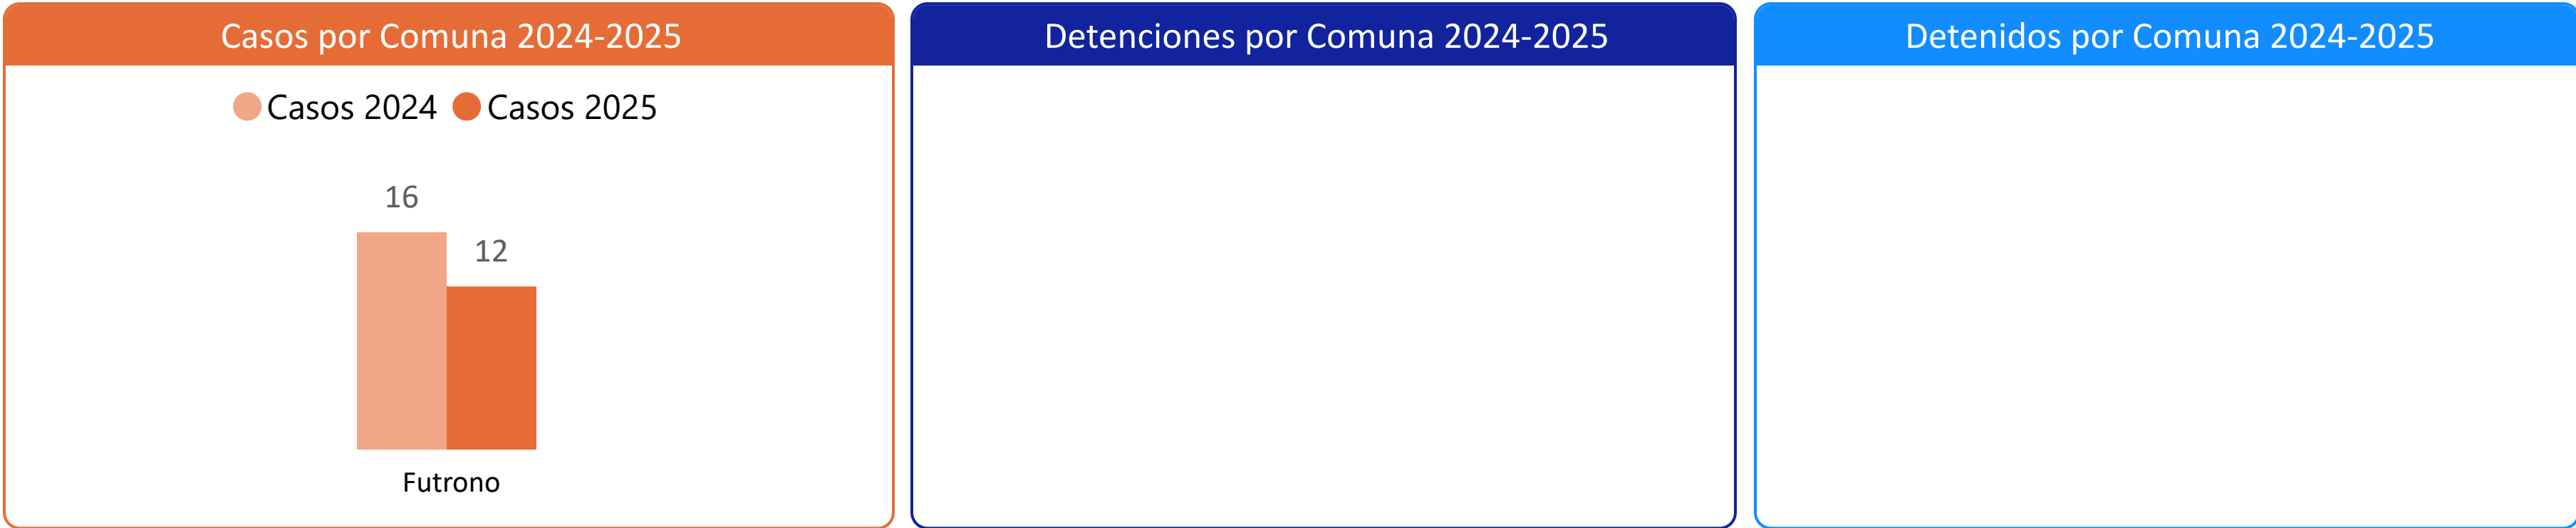 Casos por Comuna 2024-2025
Casos 2024 Casos 2025
16
12
Futrono
Detenciones por Comuna 2024-2025
Detenidos por Comuna 2024-2025